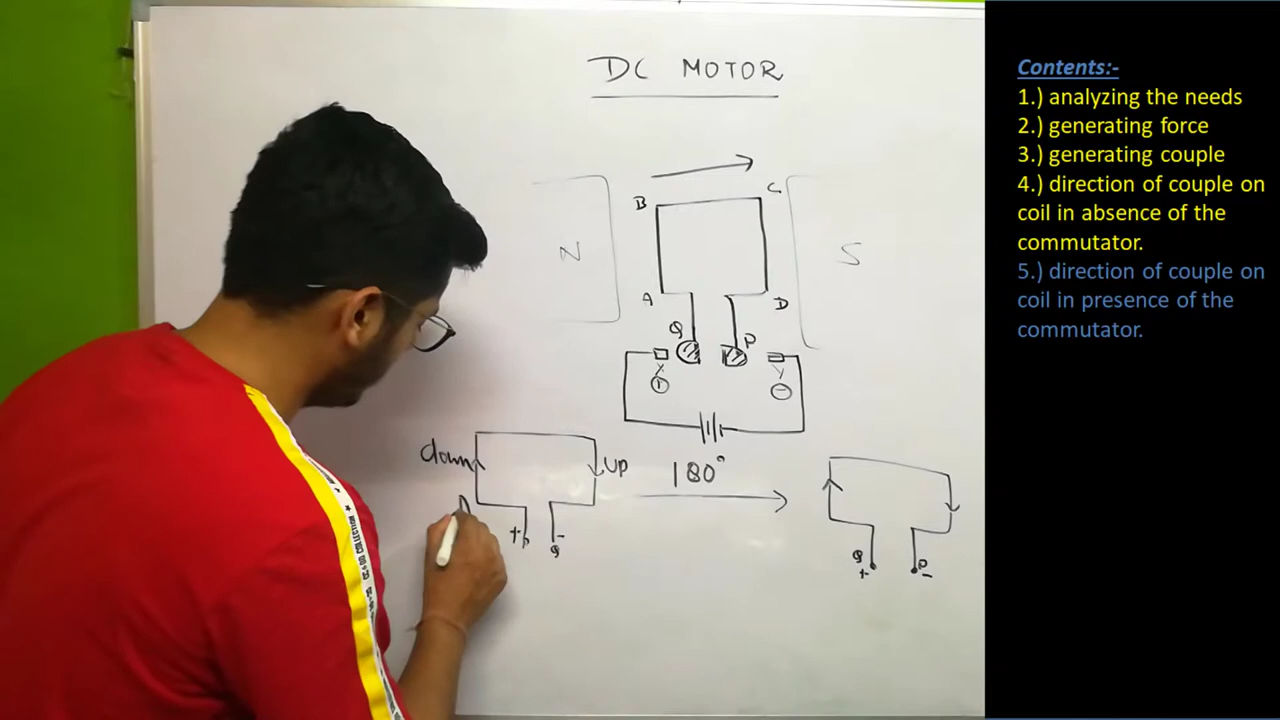 DC MOTOR
B
C
N
S
A
D
Q
P
X
Y
+
-
down
up
180°
A
+
P
-
Q
Q
+
P
-
Contents:-
1.) analyzing the needs
2.) generating force
3.) generating couple
4.) direction of couple on
coil in absence of the
commutator.
5.) direction of couple on
coil in presence of the
commutator.